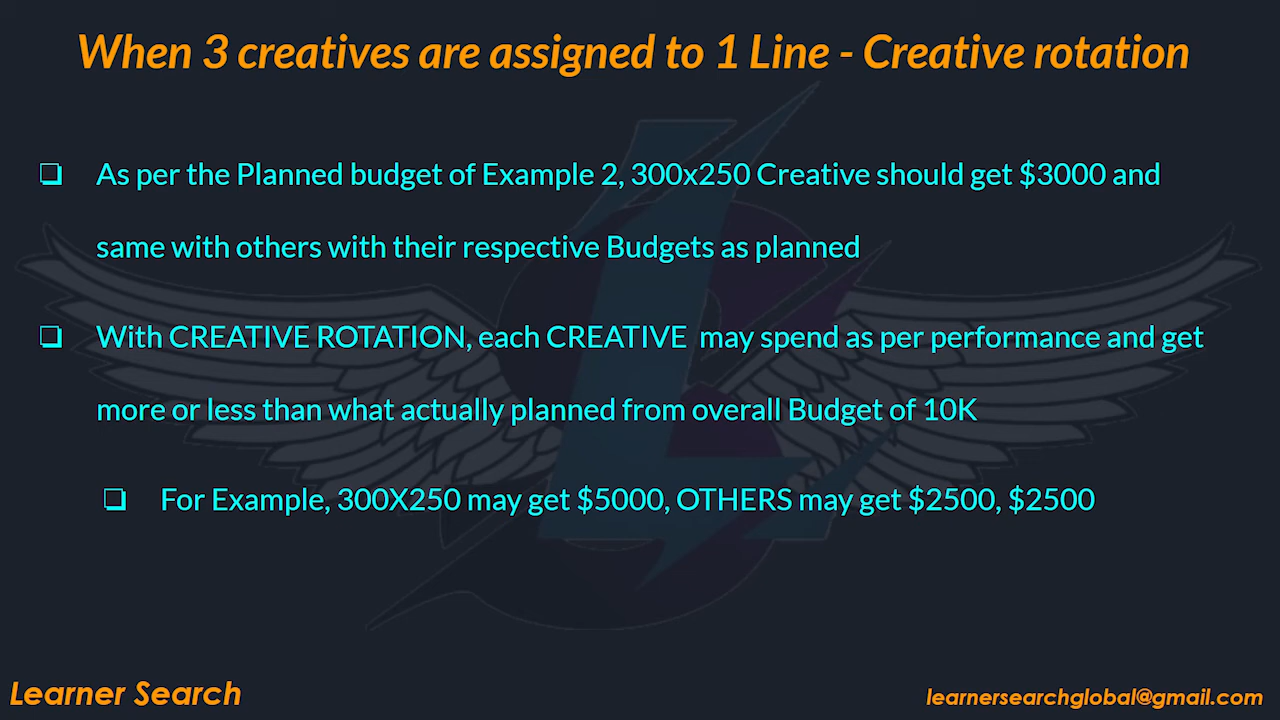 When 3 creatives are assigned to 1 Line - Creative rotation
❏ As per the Planned budget of Example 2, 300x250 Creative should get $3000 and
same with others with their respective Budgets as planned
❏ With CREATIVE ROTATION, each CREATIVE may spend as per performance and get
more or less than what actually planned from overall Budget of 10K
❏ For Example, 300X250 may get $5000, OTHERS may get $2500, $2500
Learner Search
learnersearchglobal@gmail.com